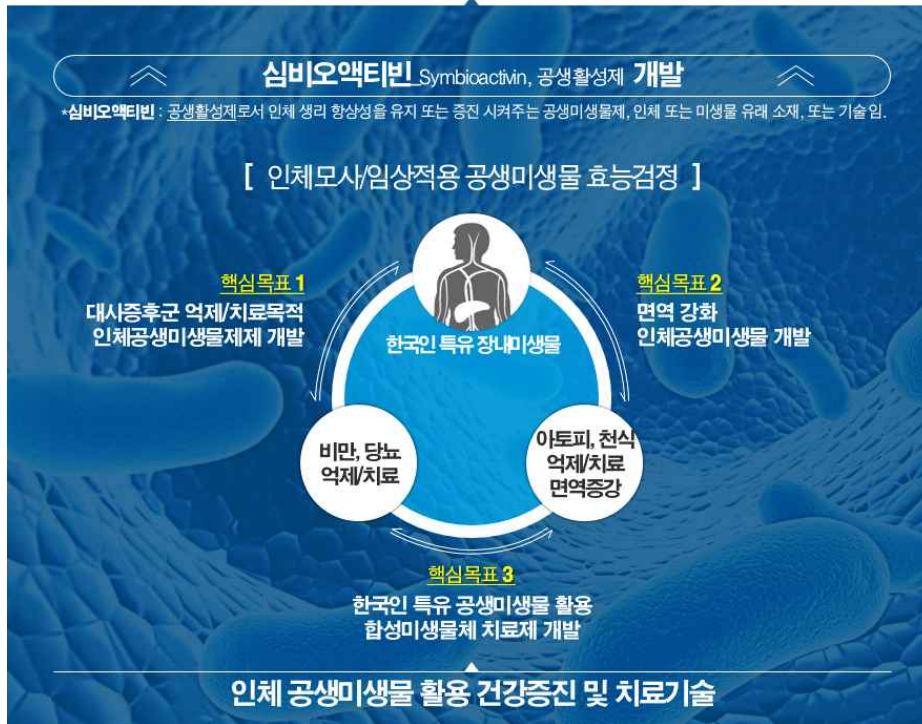 심비오액티빈 Symbioactivin, 공생활성제 개발
*심비오액티빈 : 공생활성제로서 인체 생리 항상성을 유지 또는 증진 시켜주는 공생미생물제, 인체 또는 미생물 유래 소재, 또는 기술임.
[ 인체모사/임상적용 공생미생물 효능검정 ]
핵심목표 1
대사증후군 억제/치료목적
인체공생미생물제제 개발
핵심목표 2
면역 강화
인체공생미생물 개발
한국인 특유 장내미생물
비만, 당뇨
억제/치료
아토피, 천식
억제/치료
면역증강
핵심목표 3
한국인 특유 공생미생물 활용
합성미생물체 치료제 개발
인체 공생미생물 활용 건강증진 및 치료기술